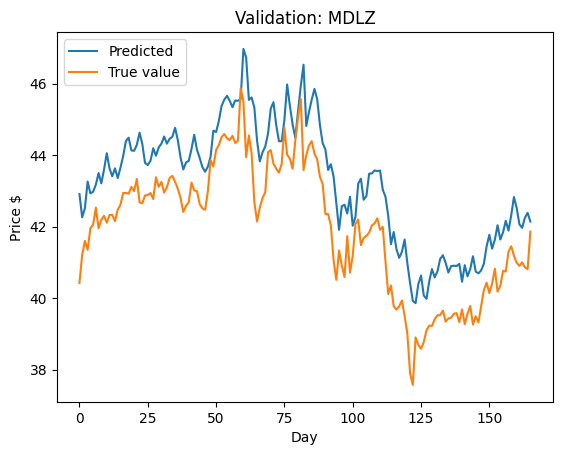 Validation: MDLZ
Predicted
True value
Price $
46
44
42
40
38
0 25 50 75 100 125 150
Day